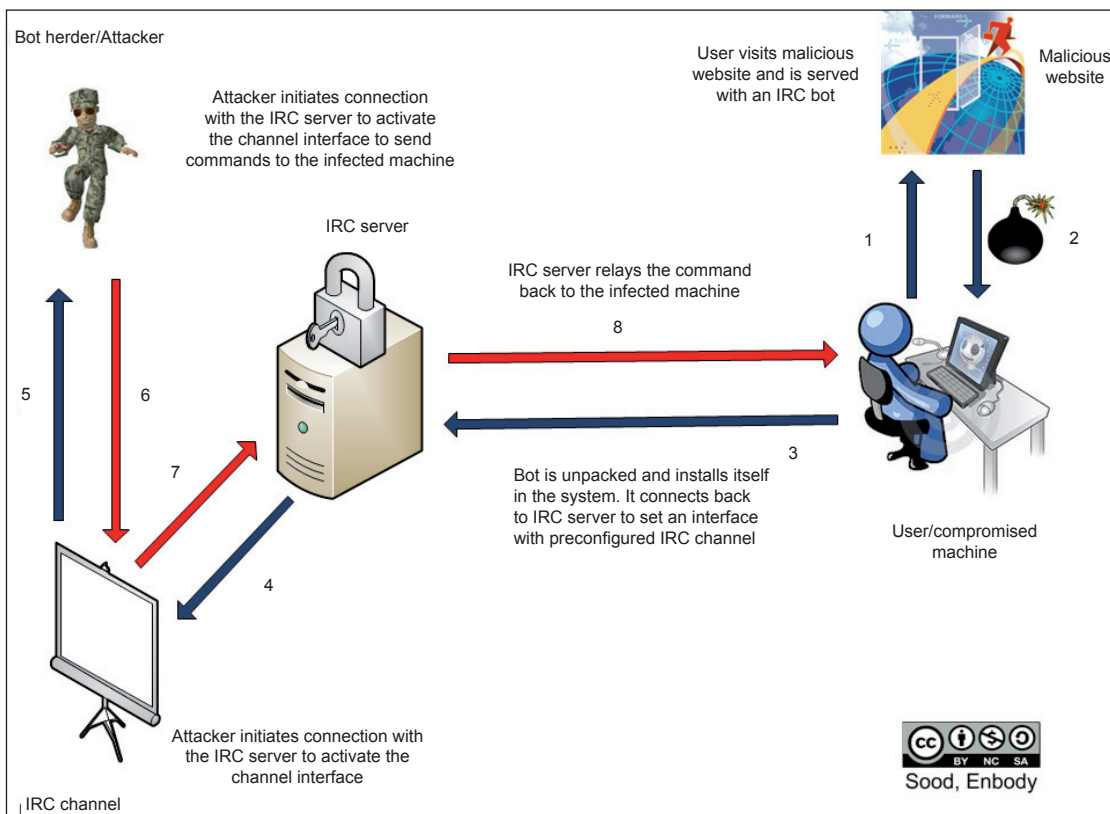 Bot herder/Attacker
Attacker initiates connection
with the IRC server to activate
the channel interface to send
commands to the infected machine
User visits malicious
website and is served
with an IRC bot
FORWARD
Malicious
website
IRC server
1
2
IRC server relays the command
back to the infected machine
8
5
6
7
3
Bot is unpacked and installs itself
in the system. It connects back
to IRC server to set an interface
with preconfigured IRC channel
User/compromised
machine
4
Attacker initiates connection with
the IRC server to activate the
channel interface
IRC channel
cc
BY NC SA
Sood, Enbody